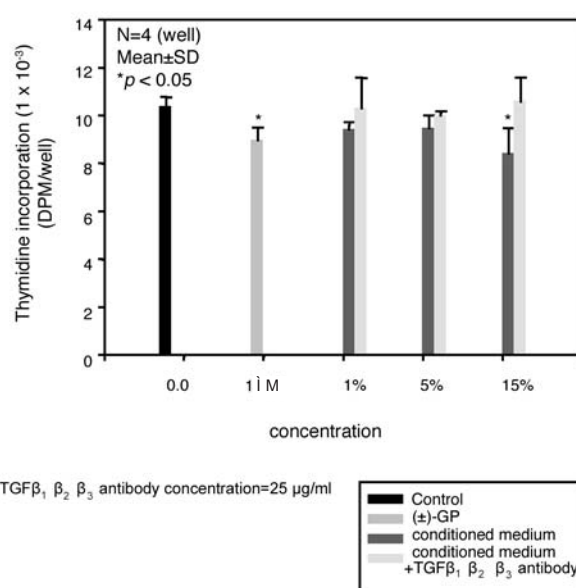 14
12
10
8
6
4
2
0
Thymidine incorporation (1 x 10⁻³)
(DPM/well)
N=4 (well)
Mean±SD
*p < 0.05
*
*
0.0 1Ì M 1% 5% 15%
concentration
TGFβ₁ β₂ β₃ antibody concentration=25 µg/ml
Control
(±)-GP
conditioned medium
conditioned medium
+TGFβ₁ β₂ β₃ antibody